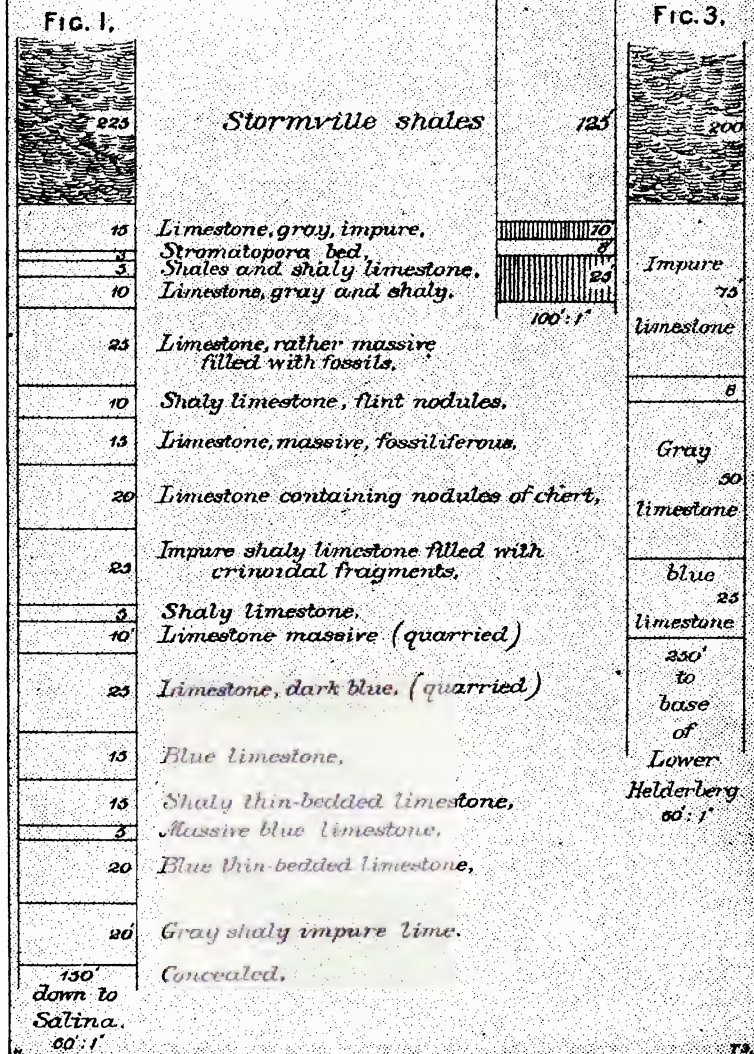 FIG. 1.
225
15
3
5
10
25
10
15
20
25
5
10'
25
15
15
5
20
20'
150'
down to
Salina.
60':1"
Stormville shales
Limestone, gray, impure,
Stromatopora bed,
Shales and shaly limestone,
Limestone, gray and shaly.
Limestone, rather massive
filled with fossils,
Shaly limestone, flint nodules,
Limestone, massive, fossiliferous,
Limestone containing nodules of chert,
Impure shaly limestone filled with
crinoidal fragments,
Shaly limestone,
Limestone massive (quarried)
Limestone, dark blue, (quarried)
Blue limestone,
Shaly thin-bedded limestone,
Massive blue limestone,
Blue thin-bedded limestone,
Gray shaly impure lime.
Concealed,
125'
10
8'
25
100':1"
FIG. 3.
200
Impure
75'
limestone
8
Gray
50
limestone
blue
25
limestone
250'
to
base
of
Lower
Helderberg
60':1"